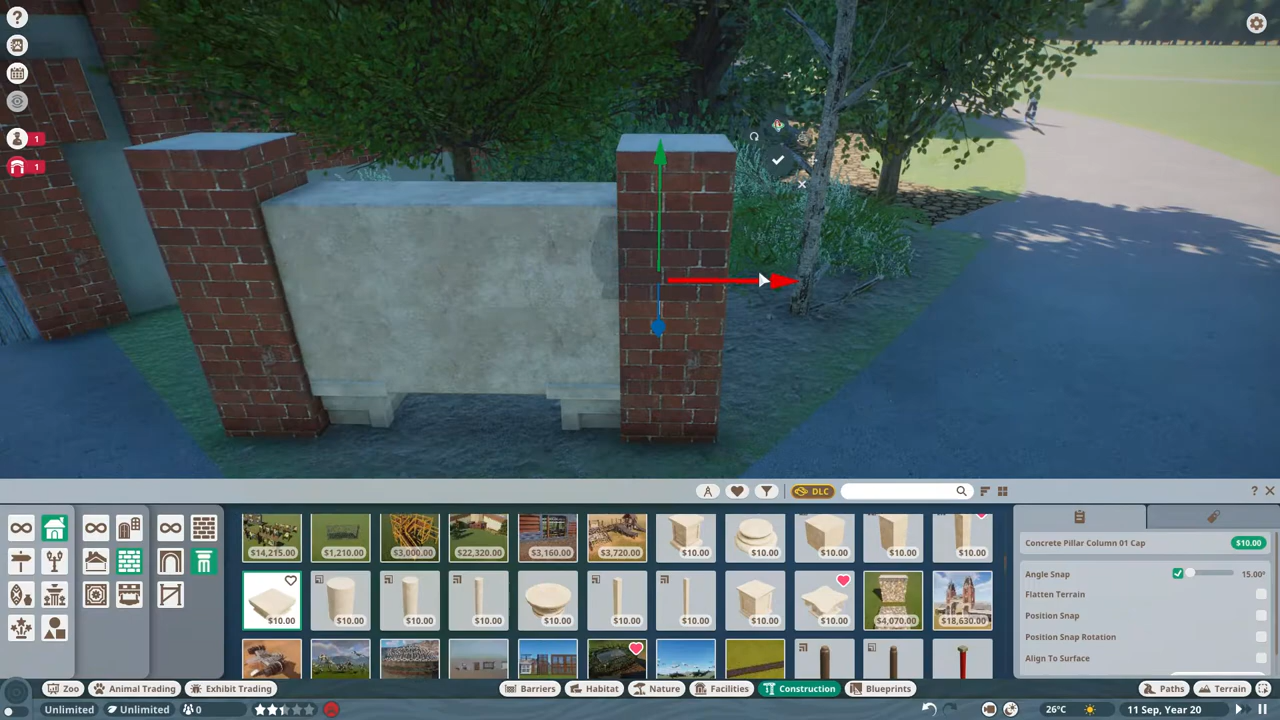 ?
1
1
DLC
? X
$14,215.00
$1,210.00
$3,000.00
$22,320.00
$3,160.00
$3,720.00
$10.00
$10.00
$10.00
$10.00
$10.00
$10.00
$10.00
$10.00
$10.00
$10.00
$10.00
$10.00
$10.00
$10.00
$4,070.00
$18,630.00
Concrete Pillar Column 01 Cap $10.00
Angle Snap 15.00°
Flatten Terrain
Position Snap
Position Snap Rotation
Align To Surface
Zoo Animal Trading Exhibit Trading Barriers Habitat Nature Facilities Construction Blueprints Paths Terrain
Unlimited Unlimited 0 26°C 11 Sep, Year 20